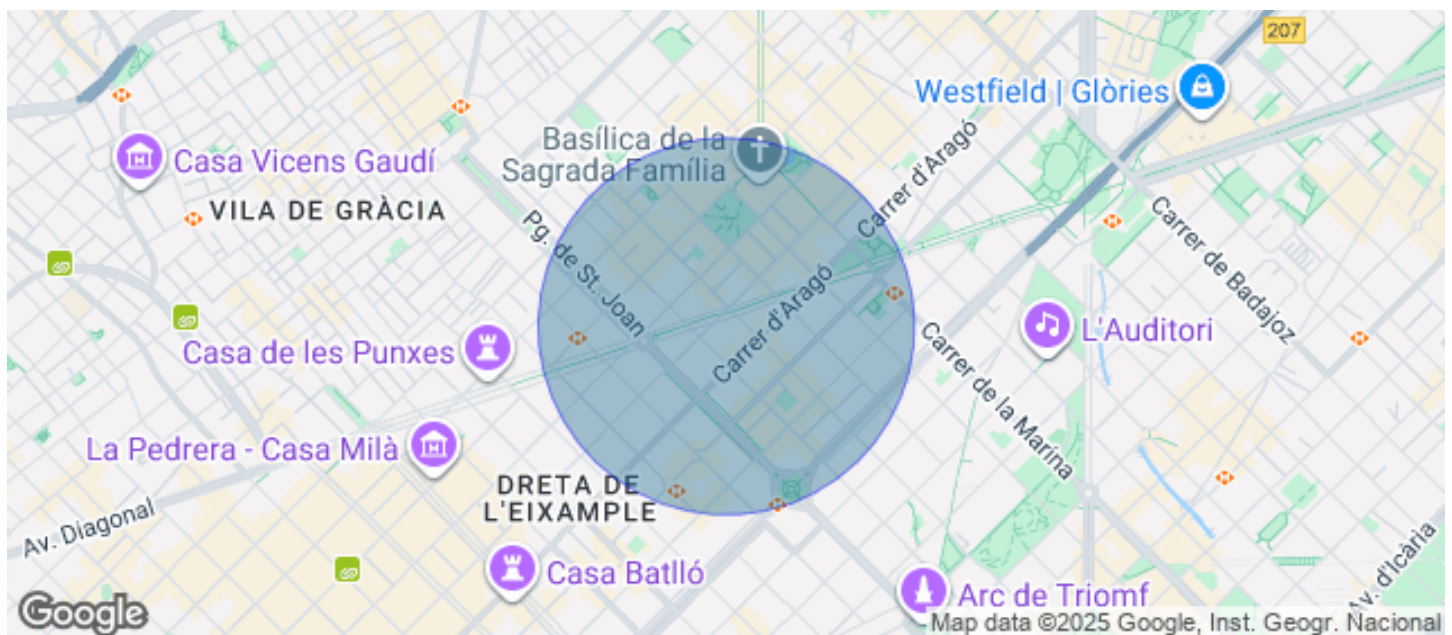 207
Westfield | Glòries
Basílica de la
Sagrada Família
Casa Vicens Gaudí
VILA DE GRÀCIA
Carrer d'Aragó
Pg. de St. Joan
Carrer de Badajoz
Carrer d'Aragó
L'Auditori
Casa de les Punxes
Carrer de la Marina
La Pedrera - Casa Milà
DRETA DE
L'EIXAMPLE
Av. Diagonal
Casa Batlló
Arc de Triomf
Av. d'Icària
Google
Map data ©2025 Google, Inst. Geogr. Nacional